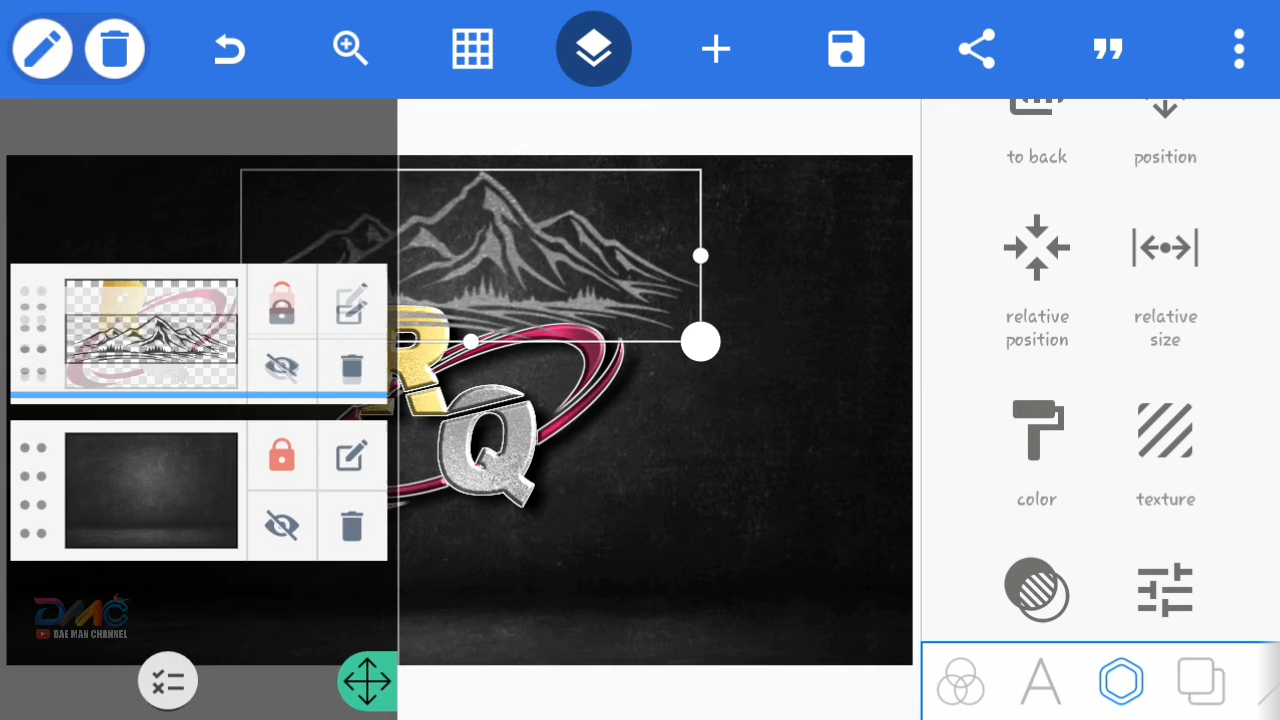 to back
position
relative
position
relative
size
R
Q
color
texture
DMC
DAE MAN CHANNEL